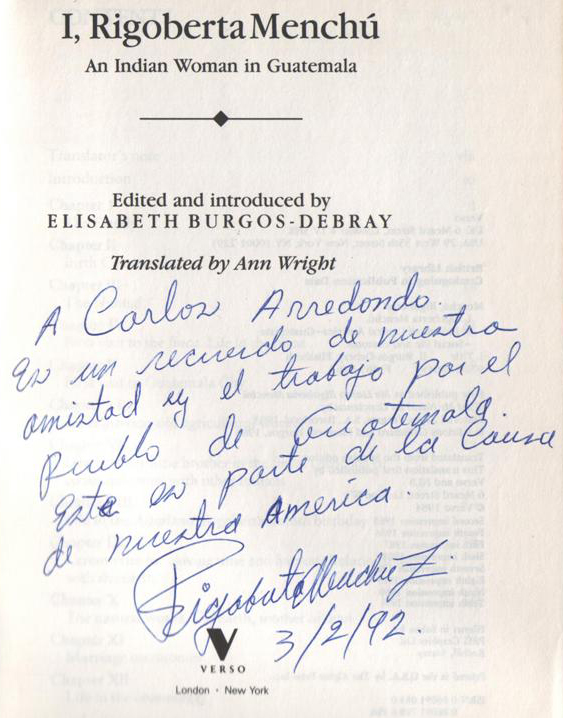 I, Rigoberta Menchú
An Indian Woman in Guatemala
Edited and introduced by
ELISABETH BURGOS-DEBRAY
Translated by Ann Wright
A Carlos Arredondo.
Es un recuerdo de nuestra
amistad y el trabajo por el
Pueblo de Guatemala.
Este es parte de la Causa
de nuestra América.
Rigoberta Menchú T.
3/2/92.
V
VERSO
London · New York